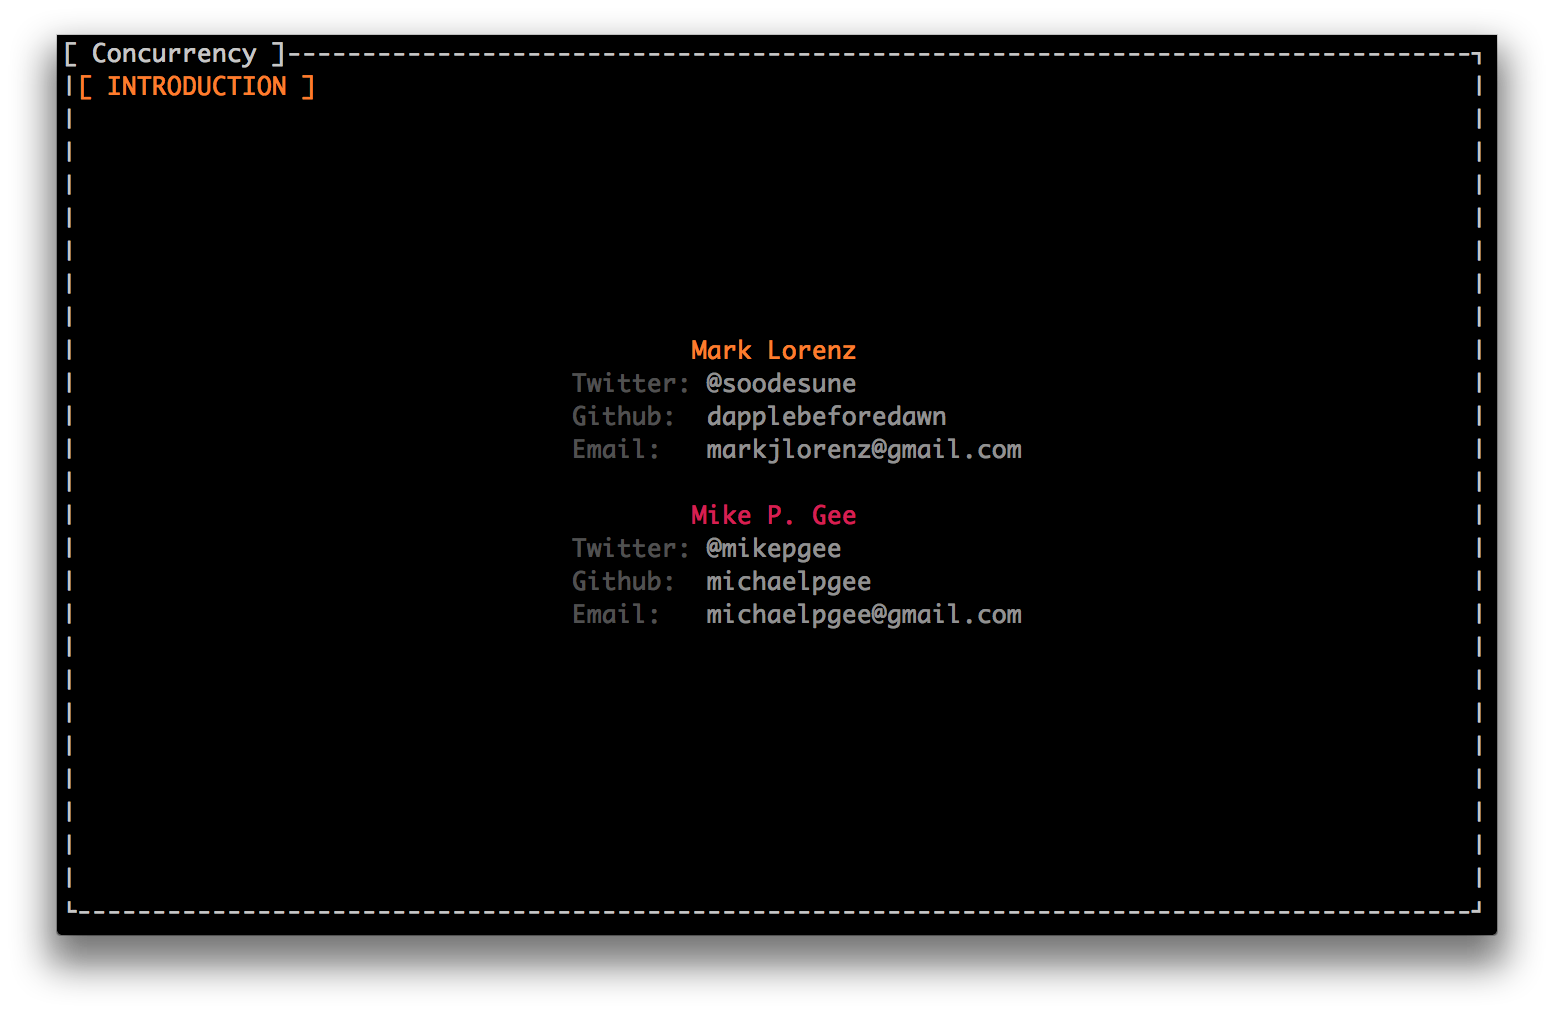 [ Concurrency ]
[ INTRODUCTION ]
Mark Lorenz
Twitter: @soodesune
Github: dapplebeforedawn
Email: markjlorenz@gmail.com
Mike P. Gee
Twitter: @mikepgee
Github: michaelpgee
Email: michaelpgee@gmail.com